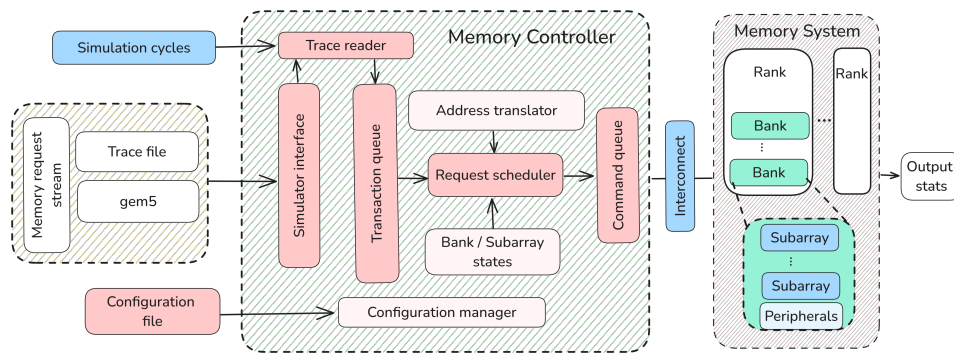 Simulation cycles
Memory request
stream
Trace file
gem5
Configuration
file
Memory Controller
Trace reader
Simulator interface
Transaction queue
Address translator
Request scheduler
Bank / Subarray
states
Configuration manager
Command queue
Interconnect
Memory System
Rank
Bank
⋮
Bank
...
Rank
Subarray
⋮
Subarray
Peripherals
Output
stats